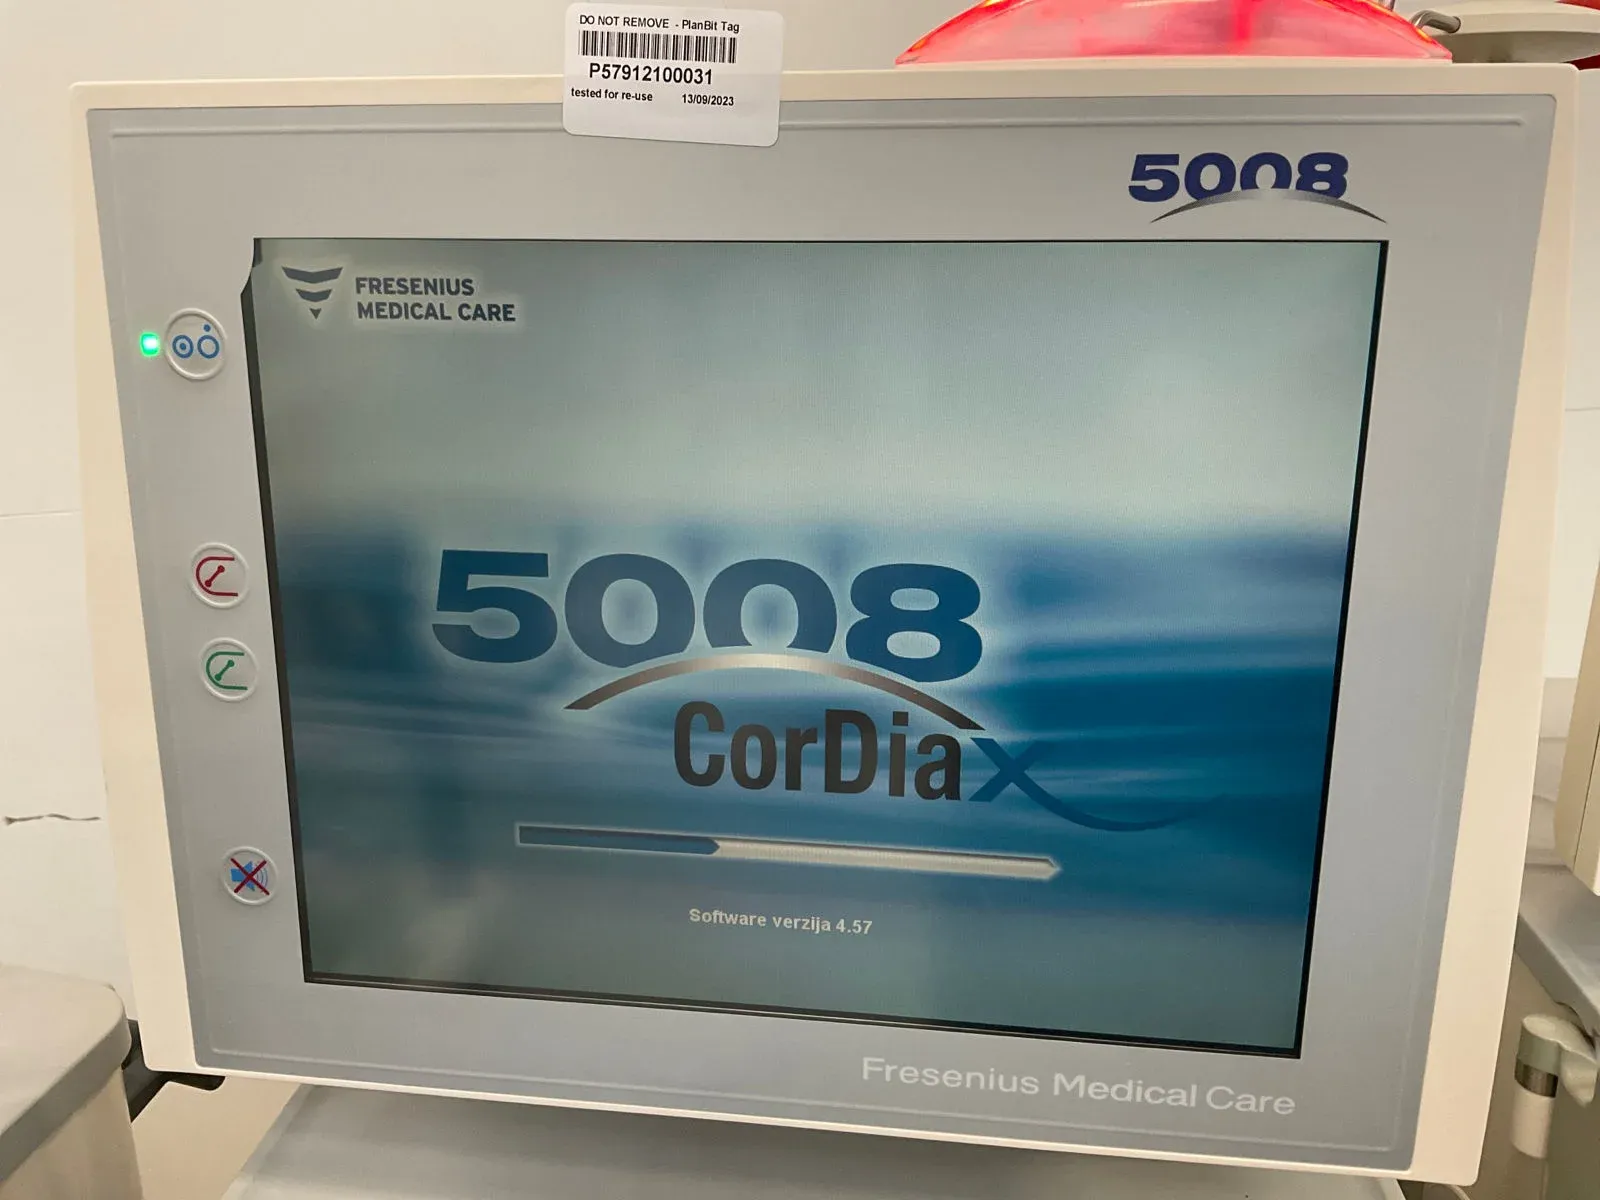 DO NOT REMOVE - PlanBit Tag
P57912100031
tested for re-use 13/09/2023
5008
FRESENIUS
MEDICAL CARE
5008
CorDiax
Software verzija 4.57
Fresenius Medical Care